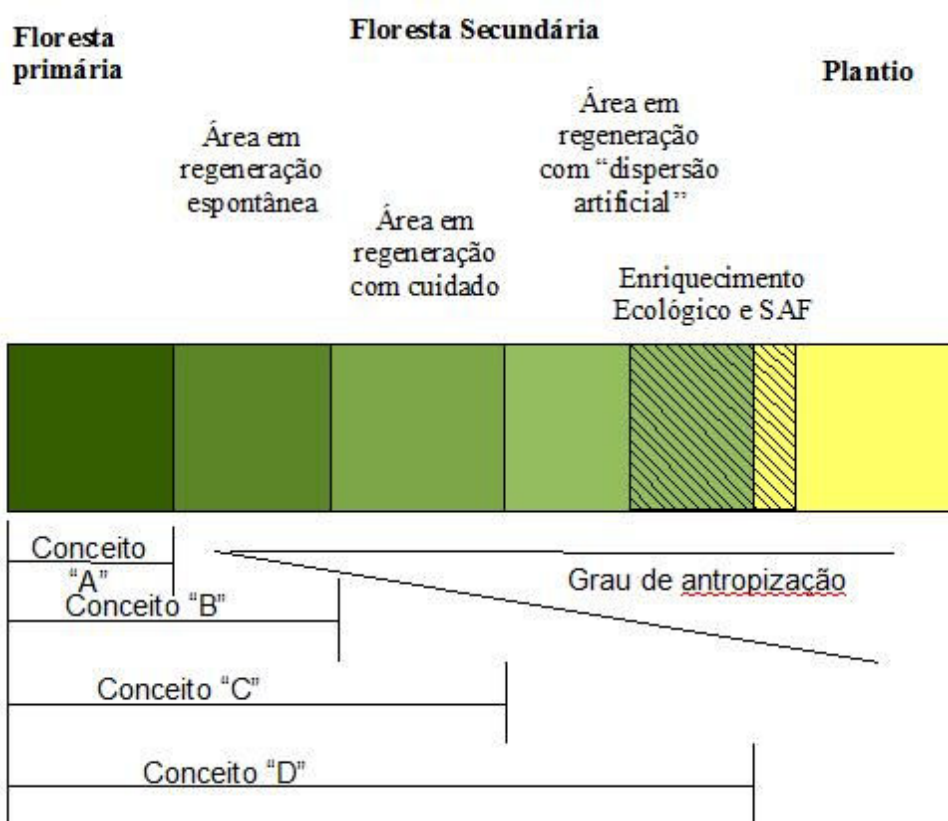 Floresta
primária
Floresta Secundária
Plantio
Área em
regeneração
espontânea
Área em
regeneração
com cuidado
Área em
regeneração
com “dispersão
artificial”
Enriquecimento
Ecológico e SAF
Conceito
“A”
Grau de antropização
Conceito “B”
Conceito “C”
Conceito “D”